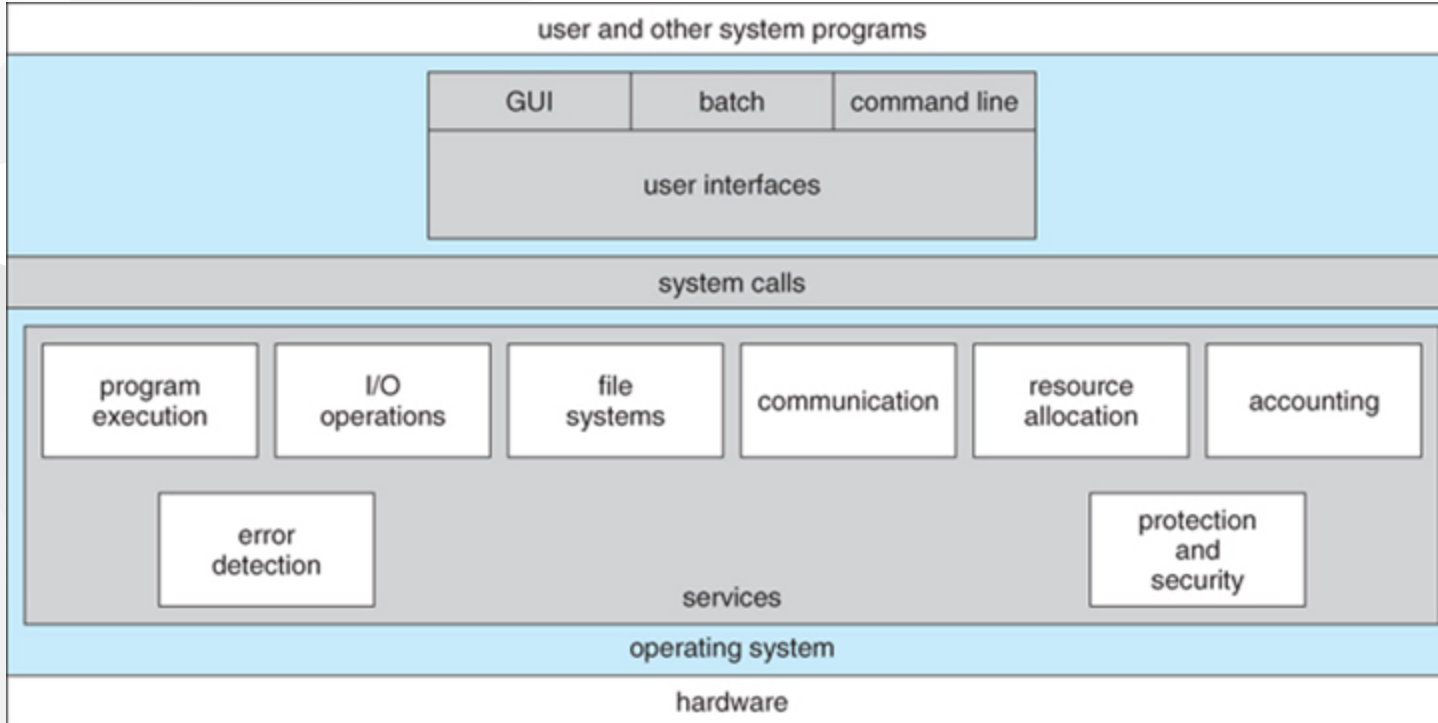 user and other system programs
GUI
batch
command line
user interfaces
system calls
program
execution
I/O
operations
file
systems
communication
resource
allocation
accounting
error
detection
protection
and
security
services
operating system
hardware